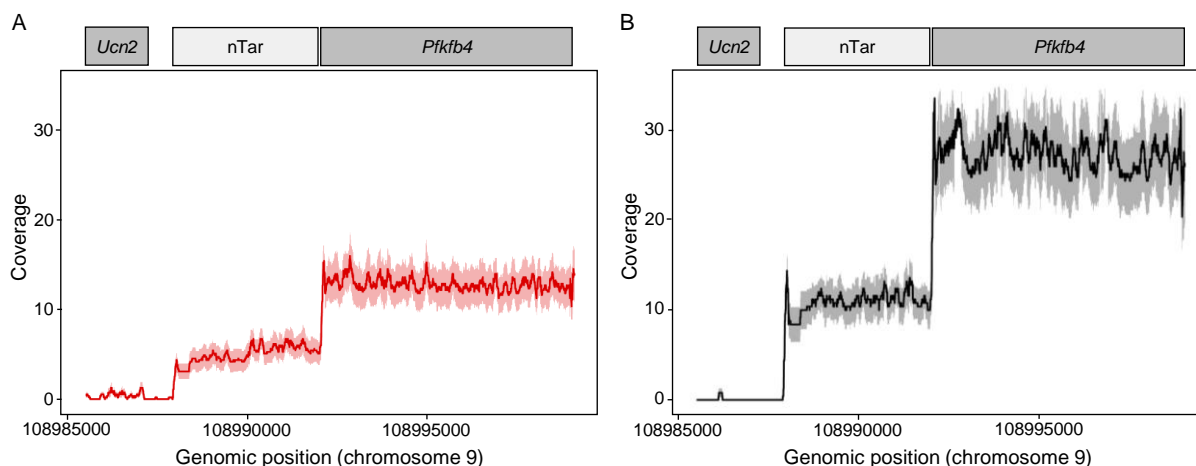 A
Ucn2 nTar Pfkfb4
30
20
10
0
Coverage
108985000 108990000 108995000
Genomic position (chromosome 9)
B
Ucn2 nTar Pfkfb4
30
20
10
0
Coverage
108985000 108990000 108995000
Genomic position (chromosome 9)